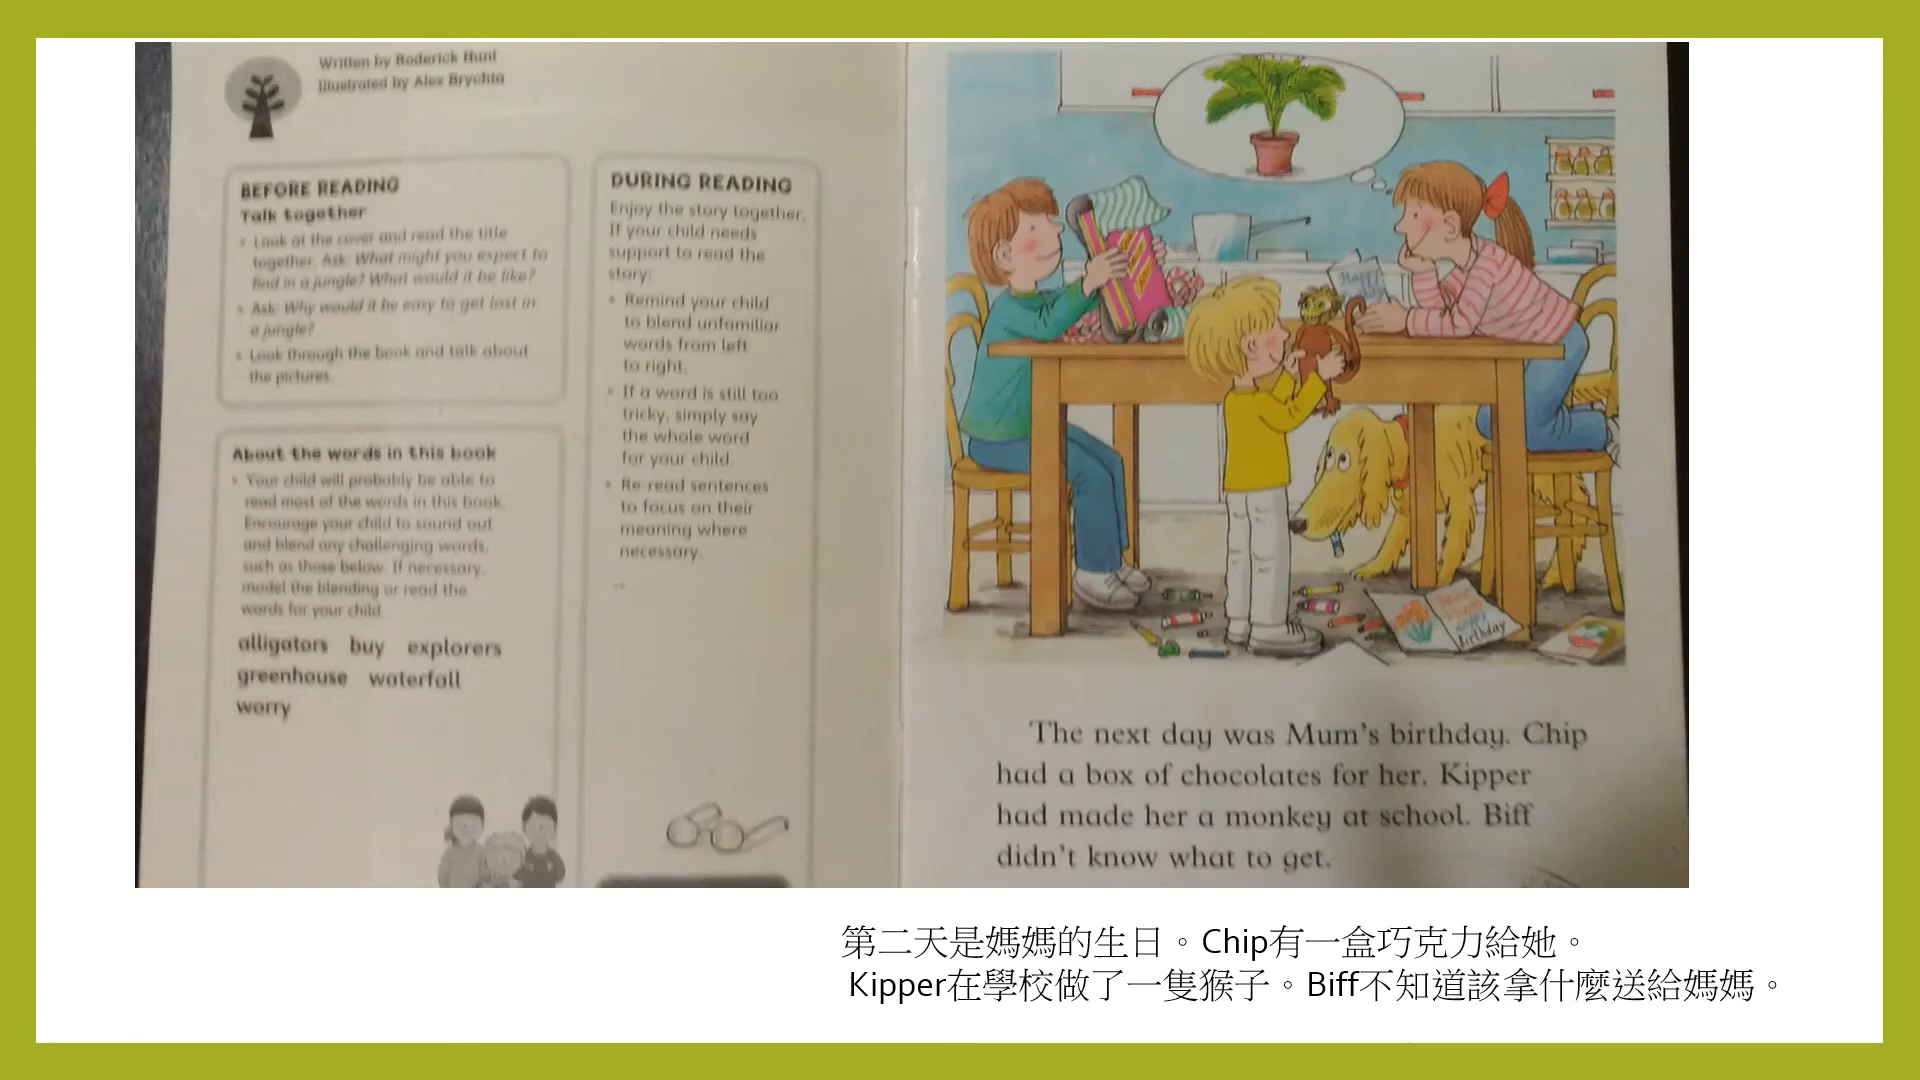 Written by Roderick Hunt
Illustrated by Alex Brychta
BEFORE READING
Talk together
• Look at the cover and read the title
together. Ask: What might you expect to
find in a jungle? What would it be like?
• Ask: Why would it be easy to get lost in
a jungle?
• Look through the book and talk about
the pictures.
About the words in this book
• Your child will probably be able to
read most of the words in this book.
Encourage your child to sound out
and blend any challenging words,
such as those below. If necessary,
model the blending or read the
words for your child.
alligators buy explorers
greenhouse waterfall
worry
DURING READING
Enjoy the story together.
If your child needs
support to read the
story:
• Remind your child
to blend unfamiliar
words from left
to right.
• If a word is still too
tricky, simply say
the whole word
for your child.
• Re-read sentences
to focus on their
meaning where
necessary.
Happy
Dear
Mum
Happy
Birthday
The next day was Mum's birthday. Chip
had a box of chocolates for her. Kipper
had made her a monkey at school. Biff
didn't know what to get.
第二天是媽媽的生日。Chip有一盒巧克力給她。
Kipper在學校做了一隻猴子。Biff不知道該拿什麼送給媽媽。